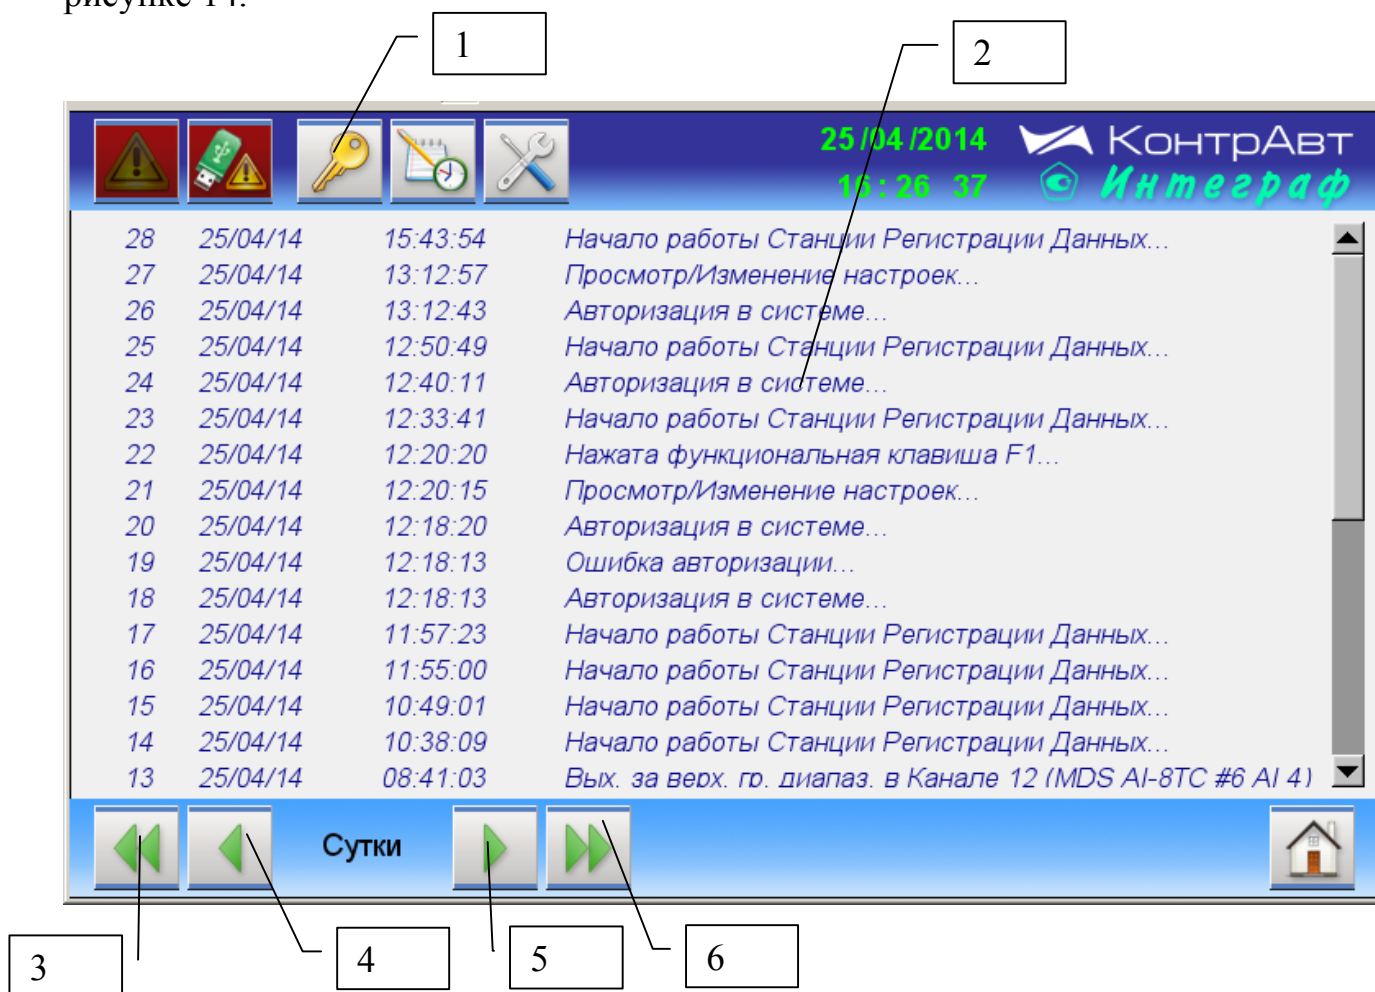 рисунке 14.
1
2
25/04/2014 КонтрАвт
16:26 37 Интеграф
28 25/04/14 15:43:54 Начало работы Станции Регистрации Данных...
27 25/04/14 13:12:57 Просмотр/Изменение настроек...
26 25/04/14 13:12:43 Авторизация в системе...
25 25/04/14 12:50:49 Начало работы Станции Регистрации Данных...
24 25/04/14 12:40:11 Авторизация в системе...
23 25/04/14 12:33:41 Начало работы Станции Регистрации Данных...
22 25/04/14 12:20:20 Нажата функциональная клавиша F1...
21 25/04/14 12:20:15 Просмотр/Изменение настроек...
20 25/04/14 12:18:20 Авторизация в системе...
19 25/04/14 12:18:13 Ошибка авторизации...
18 25/04/14 12:18:13 Авторизация в системе...
17 25/04/14 11:57:23 Начало работы Станции Регистрации Данных...
16 25/04/14 11:55:00 Начало работы Станции Регистрации Данных...
15 25/04/14 10:49:01 Начало работы Станции Регистрации Данных...
14 25/04/14 10:38:09 Начало работы Станции Регистрации Данных...
13 25/04/14 08:41:03 Вых. за верх. гр. диапаз. в Канале 12 (MDS AI-8TC #6 AI 4)
Сутки
3
4
5
6